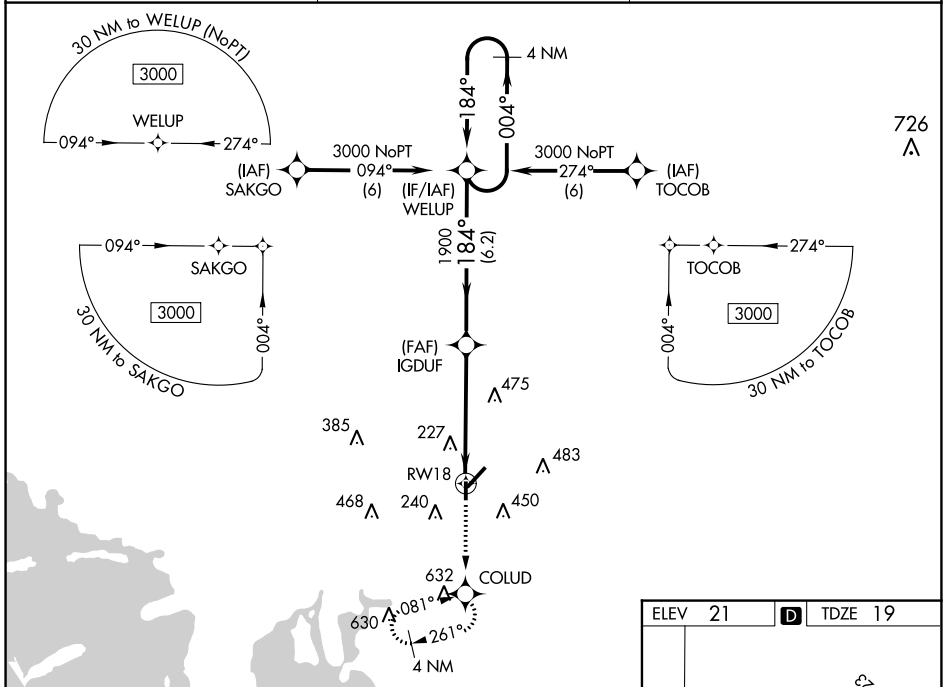 30 NM to WELUP (NoPT)
3000
WELUP
094°
274°
4 NM
184°
004°
726
(IAF)
SAKGO
3000 NoPT
094°
(6)
(IF/IAF)
WELUP
3000 NoPT
274°
(6)
(IAF)
TOCOB
1900
184°
(6.2)
094°
SAKGO
3000
004°
30 NM to SAKGO
274°
TOCOB
3000
004°
30 NM to TOCOB
(FAF)
IGDUF
475
385
227
483
RW18
468
240
450
632
COLUD
630
081°
261°
4 NM
ELEV 21
D
TDZE 19